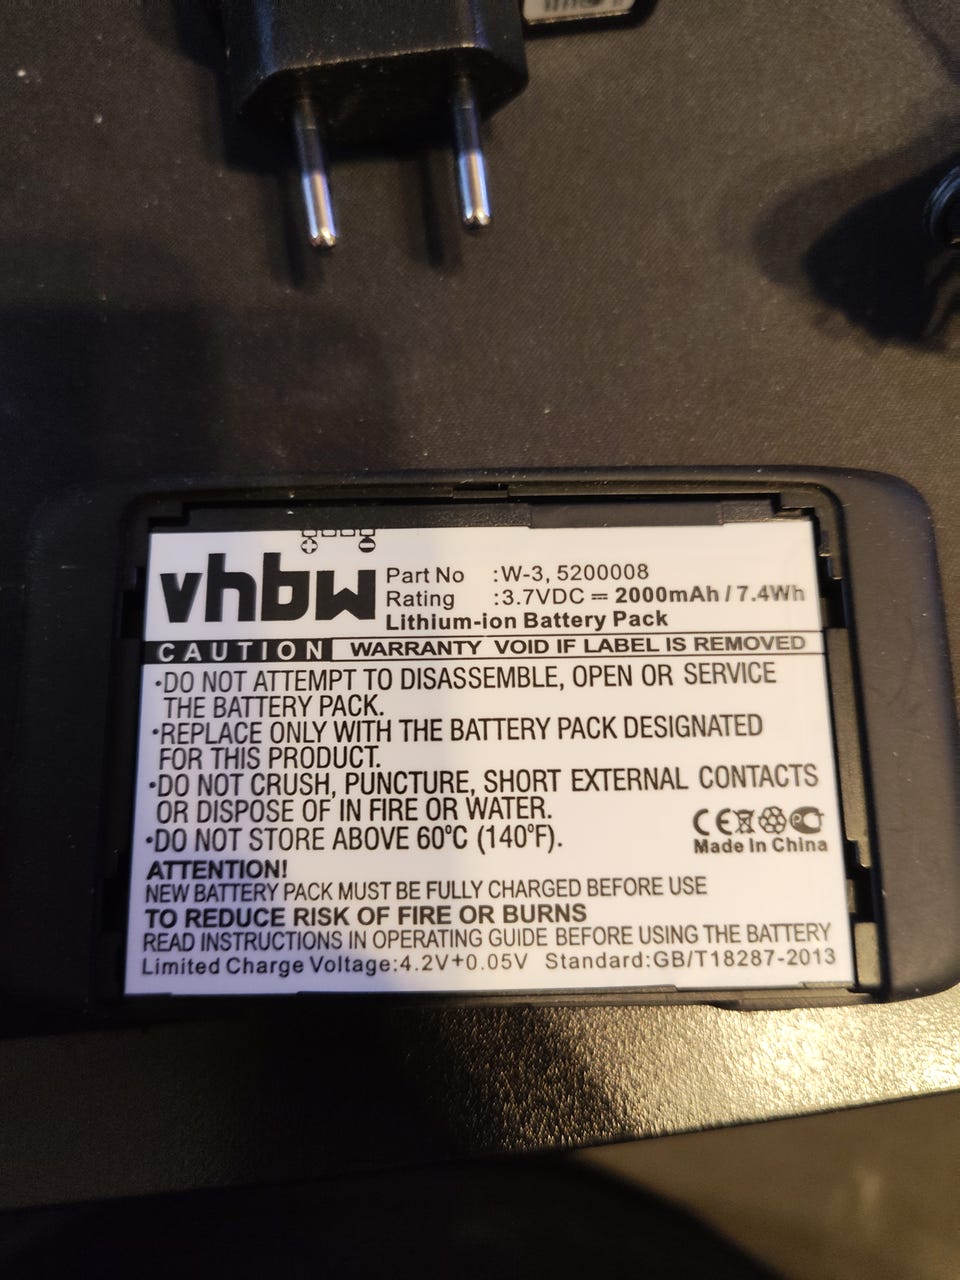 vhbw
Part No :W-3, 5200008
Rating :3.7VDC ⎓ 2000mAh / 7.4Wh
Lithium-ion Battery Pack
CAUTION WARRANTY VOID IF LABEL IS REMOVED
·DO NOT ATTEMPT TO DISASSEMBLE, OPEN OR SERVICE
THE BATTERY PACK.
·REPLACE ONLY WITH THE BATTERY PACK DESIGNATED
FOR THIS PRODUCT.
·DO NOT CRUSH, PUNCTURE, SHORT EXTERNAL CONTACTS
OR DISPOSE OF IN FIRE OR WATER.
·DO NOT STORE ABOVE 60°C (140°F).
CE
Made In China
ATTENTION!
NEW BATTERY PACK MUST BE FULLY CHARGED BEFORE USE
TO REDUCE RISK OF FIRE OR BURNS
READ INSTRUCTIONS IN OPERATING GUIDE BEFORE USING THE BATTERY
Limited Charge Voltage:4.2V+0.05V Standard:GB/T18287-2013